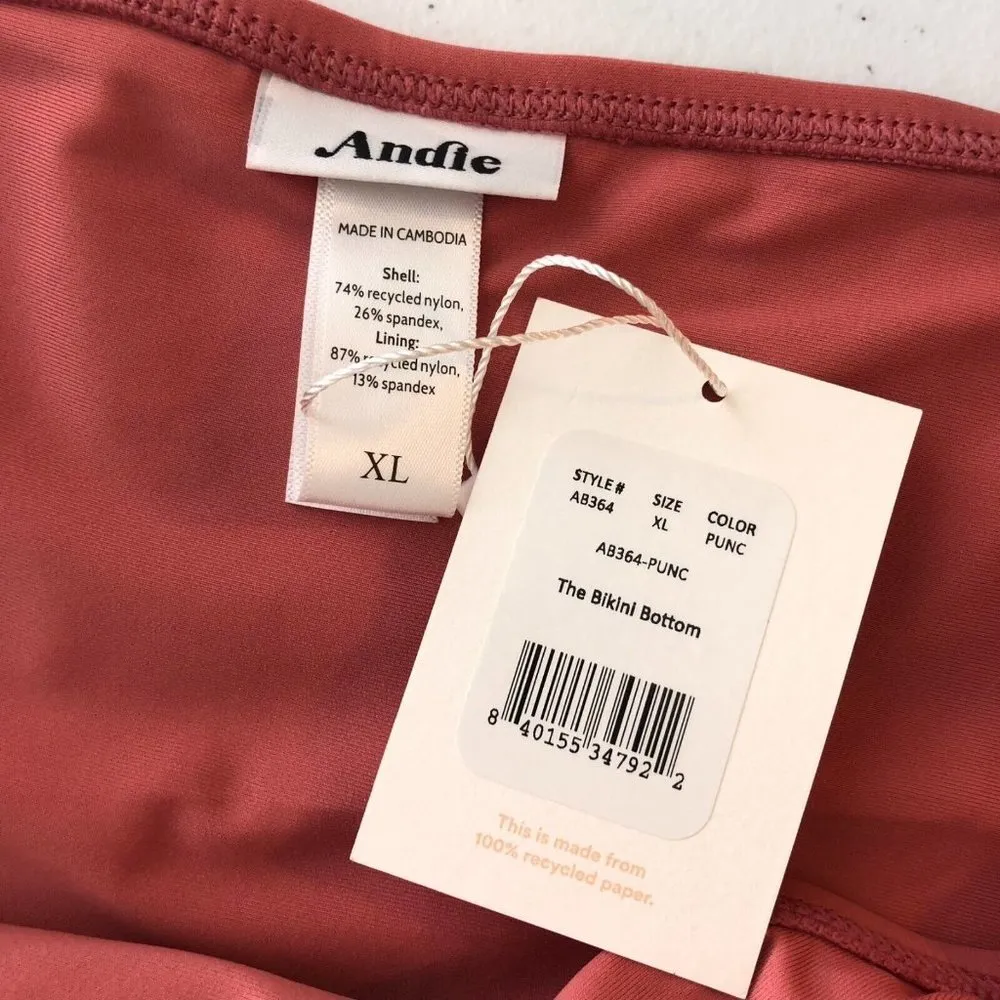 Andie
MADE IN CAMBODIA
Shell:
74% recycled nylon,
26% spandex,
Lining:
87% recycled nylon,
13% spandex
XL
STYLE # SIZE COLOR
AB364 XL PUNC
AB364-PUNC
The Bikini Bottom
8 40155 34792 2
This is made from
100% recycled paper.